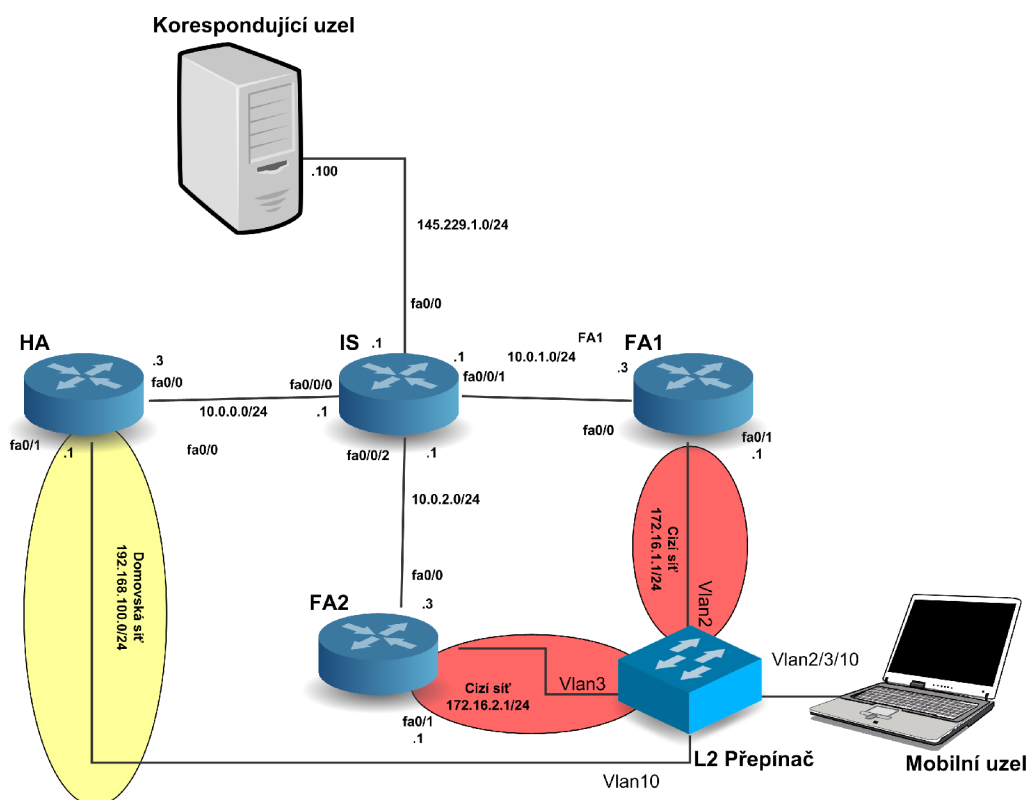 Korespondující uzel
.100
145.229.1.0/24
fa0/0
HA
IS
.1
.1
FA1
10.0.1.0/24
FA1
.3
.3
fa0/0
fa0/0/0
fa0/0/1
10.0.0.0/24
.1
fa0/0
fa0/1
.1
fa0/0
fa0/0/2
.1
fa0/1
.1
10.0.2.0/24
Domovská síť
192.168.100.0/24
Cizí síť
172.16.1.1/24
Vlan2
fa0/0
FA2
.3
Vlan2/3/10
Cizí síť
172.16.2.1/24
Vlan3
fa0/1
.1
L2 Přepínač
Mobilní uzel
Vlan10